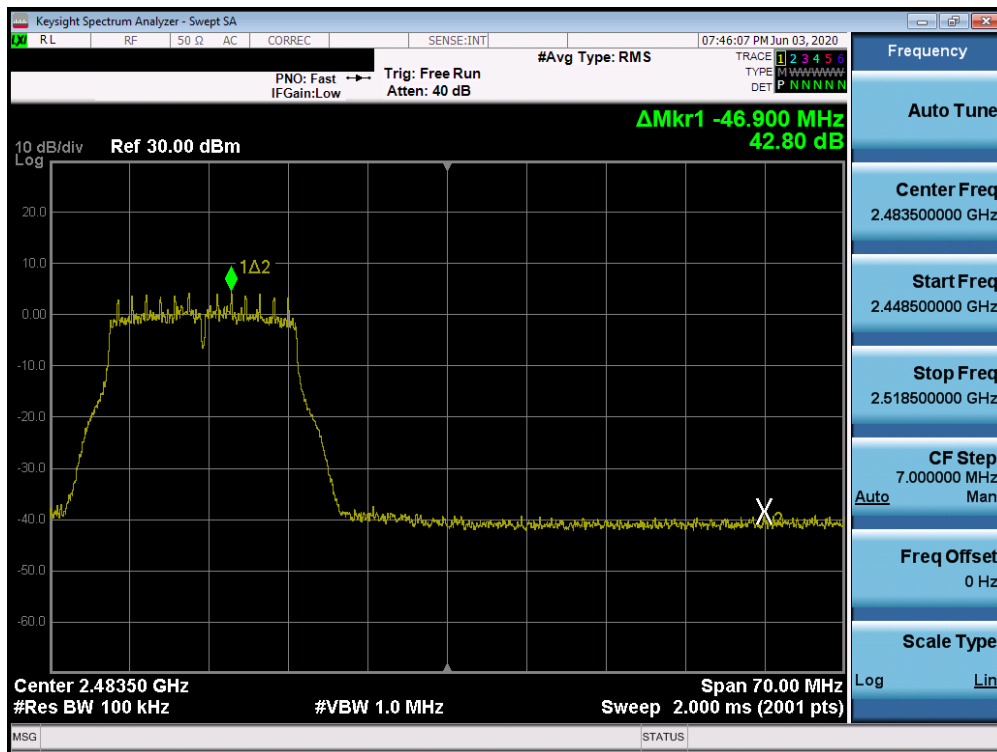 Keysight Spectrum Analyzer - Swept SA
LXI RL RF 50 Ω AC CORREC SENSE:INT 07:46:07 PM Jun 03, 2020
PNO: Fast
IFGain:Low
Trig: Free Run
Atten: 40 dB
#Avg Type: RMS
TRACE 1 2 3 4 5 6
TYPE M WWWWW
DET P N N N N N
ΔMkr1 -46.900 MHz
42.80 dB
10 dB/div Ref 30.00 dBm
Log
20.0
10.0
0.00
-10.0
-20.0
-30.0
-40.0
-50.0
-60.0
1Δ2
X2
Center 2.48350 GHz Span 70.00 MHz
#Res BW 100 kHz #VBW 1.0 MHz Sweep 2.000 ms (2001 pts)
MSG STATUS
Frequency
Auto Tune
Center Freq
2.483500000 GHz
Start Freq
2.448500000 GHz
Stop Freq
2.518500000 GHz
CF Step
7.000000 MHz
Auto Man
Freq Offset
0 Hz
Scale Type
Log Lin